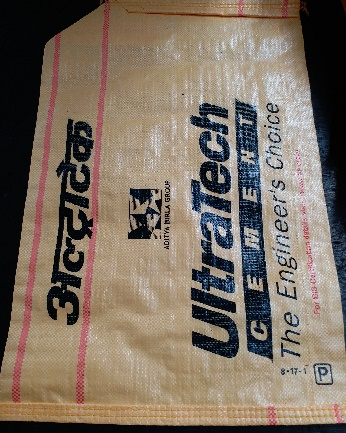 अल्ट्राटेक
ADITYA BIRLA GROUP
UltraTech
CEMENT
The Engineer's Choice
8-17-1 P